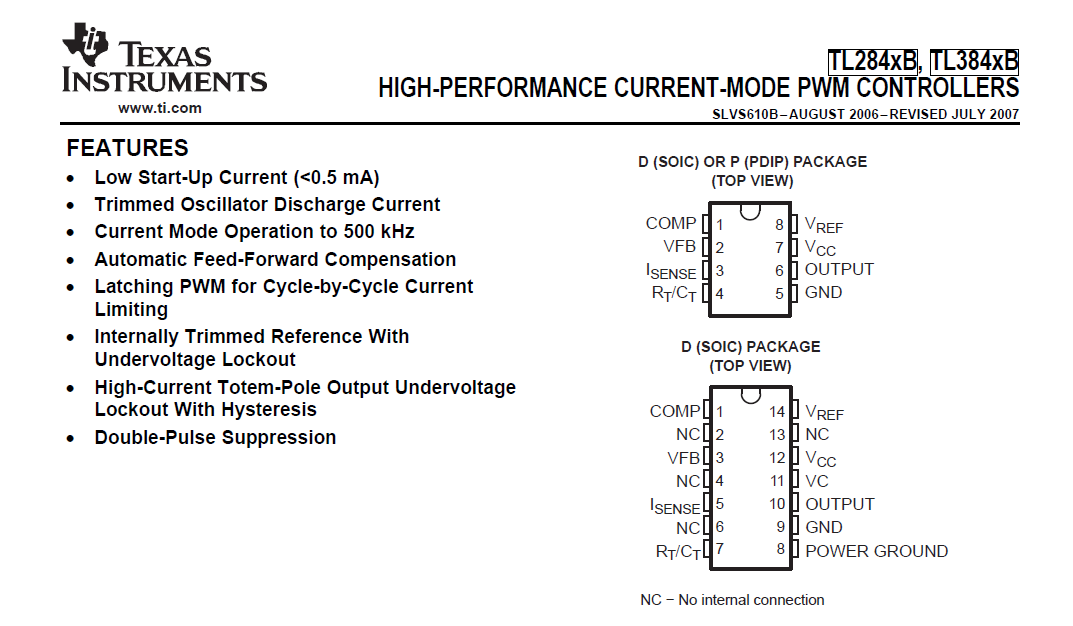 TEXAS
INSTRUMENTS
www.ti.com
TL284xB, TL384xB
HIGH-PERFORMANCE CURRENT-MODE PWM CONTROLLERS
SLVS610B–AUGUST 2006–REVISED JULY 2007
FEATURES
• Low Start-Up Current (<0.5 mA)
• Trimmed Oscillator Discharge Current
• Current Mode Operation to 500 kHz
• Automatic Feed-Forward Compensation
• Latching PWM for Cycle-by-Cycle Current
Limiting
• Internally Trimmed Reference With
Undervoltage Lockout
• High-Current Totem-Pole Output Undervoltage
Lockout With Hysteresis
• Double-Pulse Suppression
D (SOIC) OR P (PDIP) PACKAGE
(TOP VIEW)
COMP 1 8 VREF
VFB 2 7 VCC
ISENSE 3 6 OUTPUT
RT/CT 4 5 GND
D (SOIC) PACKAGE
(TOP VIEW)
COMP 1 14 VREF
NC 2 13 NC
VFB 3 12 VCC
NC 4 11 VC
ISENSE 5 10 OUTPUT
NC 6 9 GND
RT/CT 7 8 POWER GROUND
NC − No internal connection